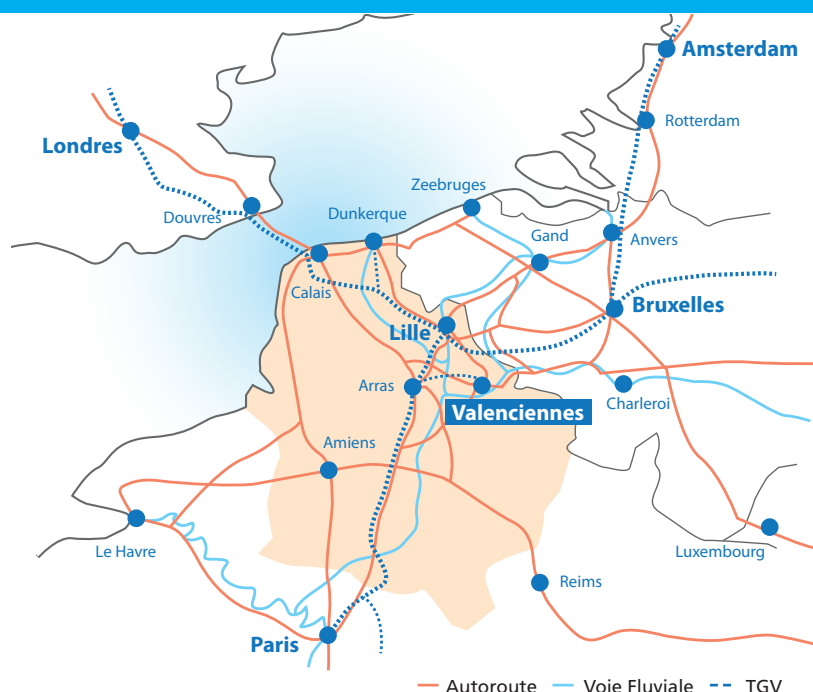 Amsterdam
Rotterdam
Londres
Zeebruges
Douvres
Dunkerque
Gand
Anvers
Calais
Bruxelles
Lille
Arras
Valenciennes
Charleroi
Amiens
Le Havre
Luxembourg
Reims
Paris
Autoroute Voie Fluviale TGV